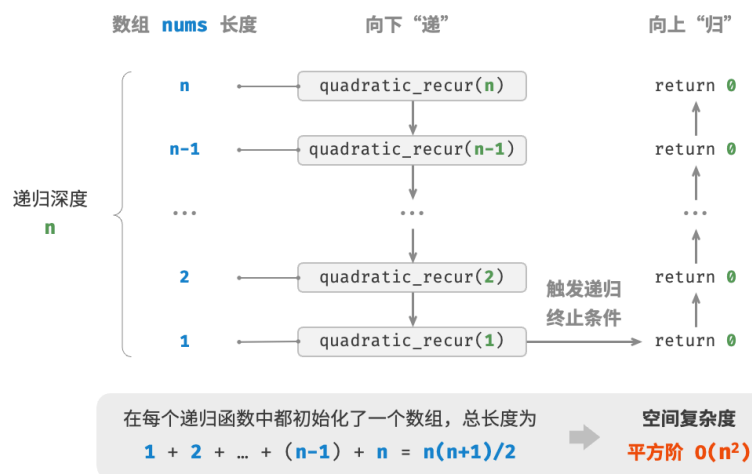 数组 nums 长度 向下“递” 向上“归”
n quadratic_recur(n) return 0
n-1 quadratic_recur(n-1) return 0
递归深度
n
... ... ...
2 quadratic_recur(2) return 0
触发递归
终止条件
1 quadratic_recur(1) return 0
在每个递归函数中都初始化了一个数组，总长度为
1 + 2 + … + (n-1) + n = n(n+1)/2
空间复杂度
平方阶 O(n²)